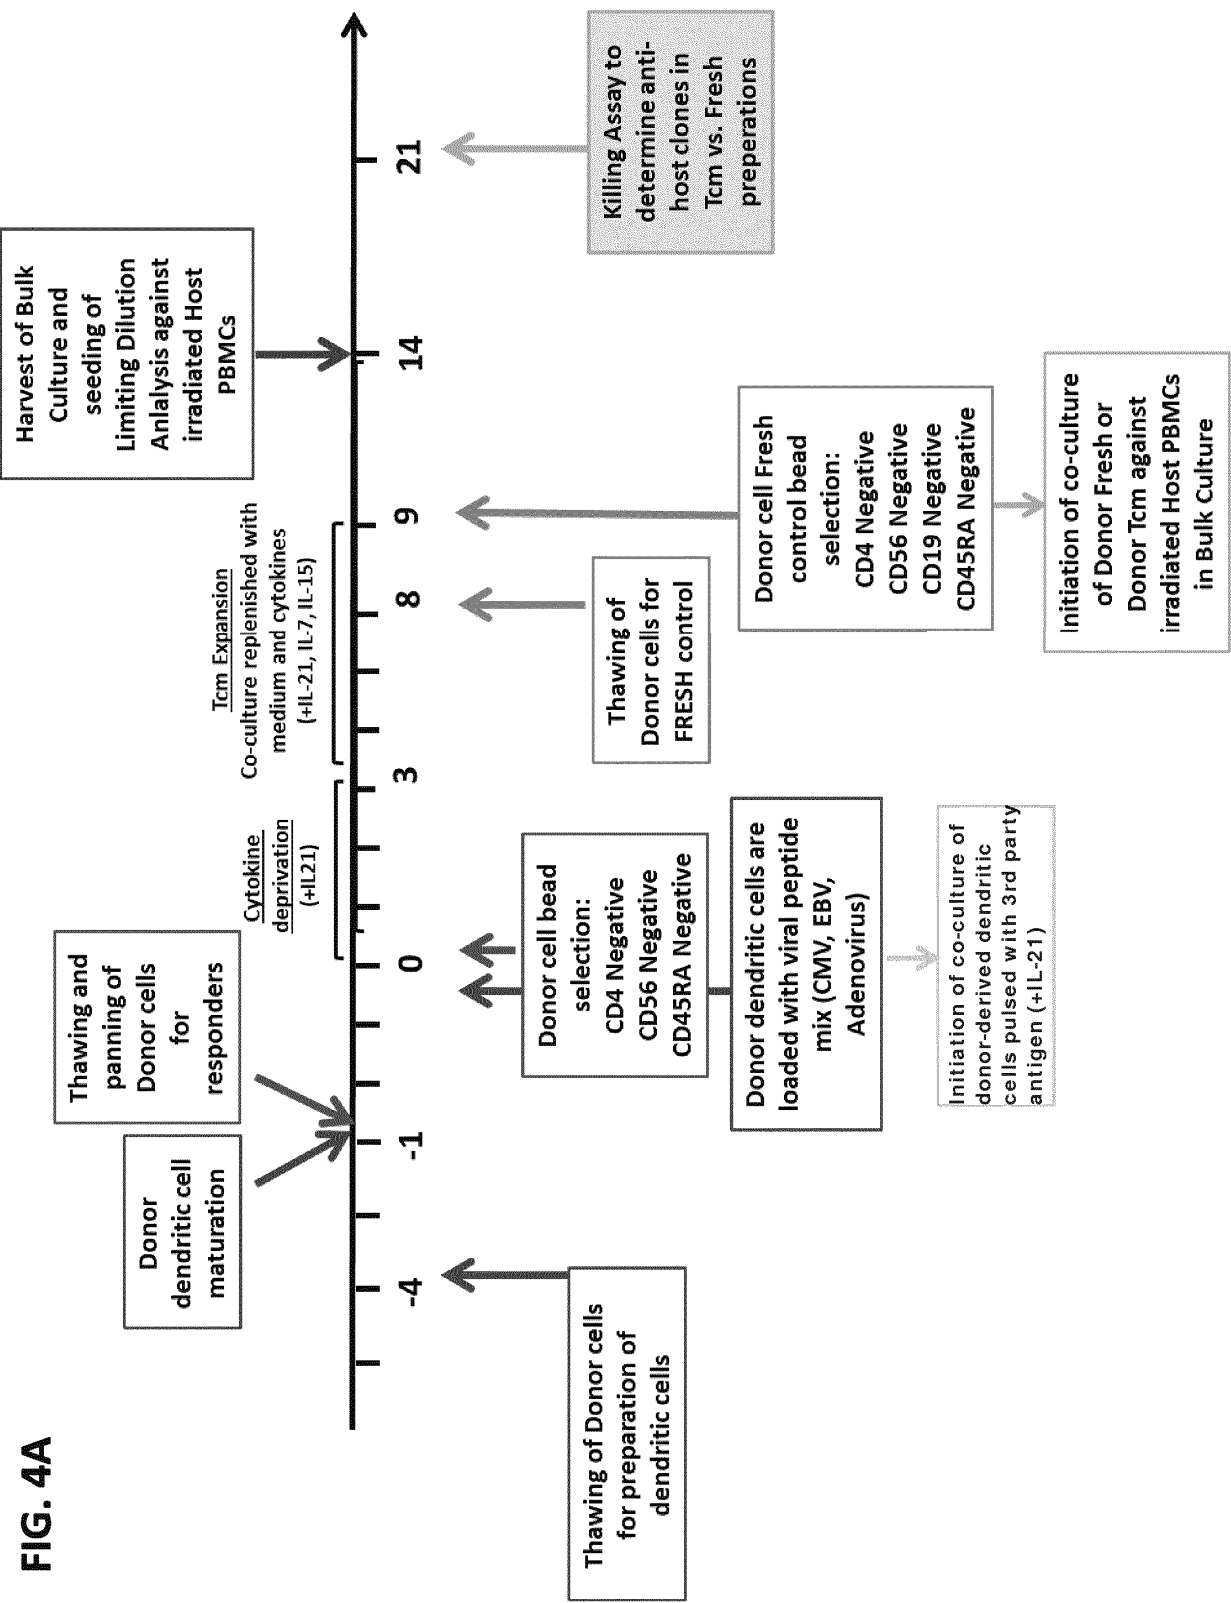 FIG. 4A
Thawing of Donor cells
for preparation of
dendritic cells
Donor
dendritic cell
maturation
Thawing and
panning of
Donor cells
for
responders
Cytokine
deprivation
(+IL21)
Tcm Expansion
Co-culture replenished with
medium and cytokines
(+IL-21, IL-7, IL-15)
Harvest of Bulk
Culture and
seeding of
Limiting Dilution
Anlalysis against
irradiated Host
PBMCs
-4
-1
0
3
8
9
14
21
Donor cell bead
selection:
CD4 Negative
CD56 Negative
CD45RA Negative
Donor dendritic cells are
loaded with viral peptide
mix (CMV, EBV,
Adenovirus)
Initiation of co-culture of
donor-derived dendritic
cells pulsed with 3rd party
antigen (+IL-21)
Thawing of
Donor cells for
FRESH control
Donor cell Fresh
control bead
selection:
CD4 Negative
CD56 Negative
CD19 Negative
CD45RA Negative
Initiation of co-culture
of Donor Fresh or
Donor Tcm against
irradiated Host PBMCs
in Bulk Culture
Killing Assay to
determine anti-
host clones in
Tcm vs. Fresh
preperations